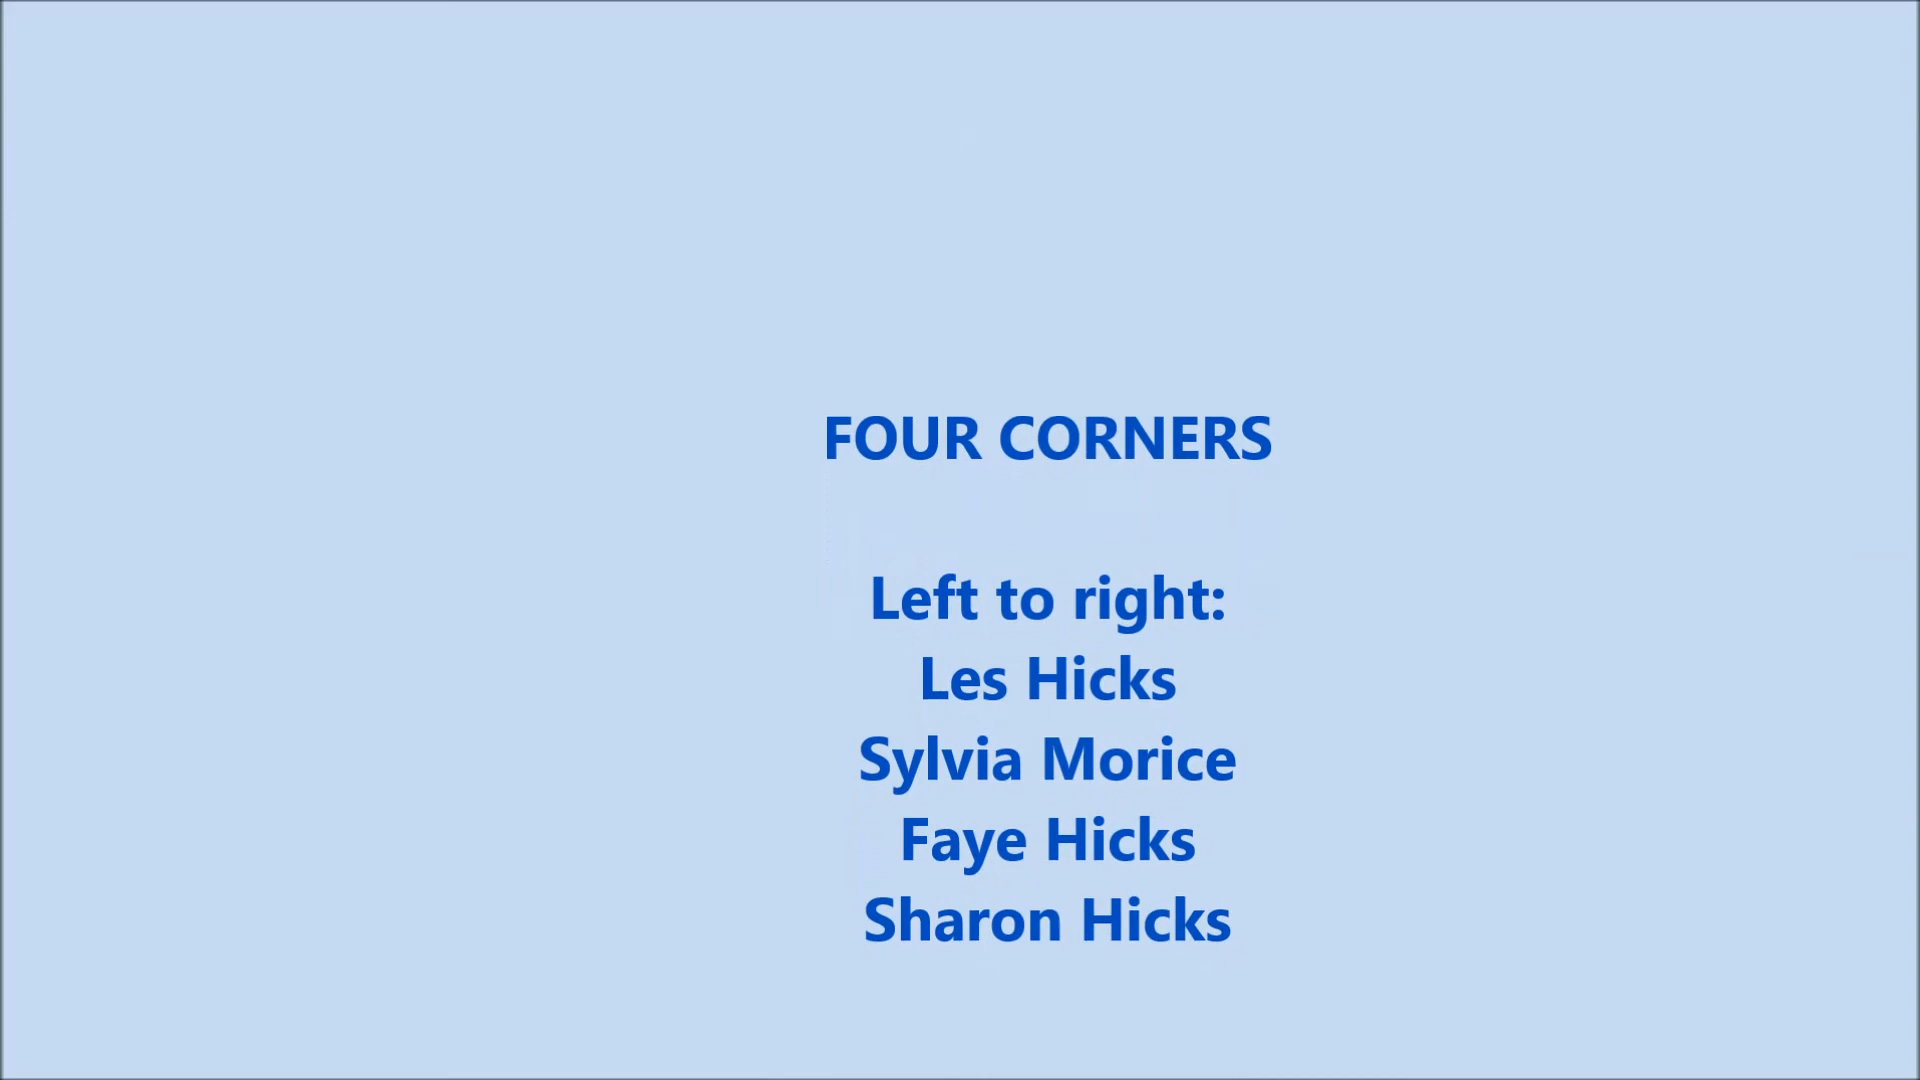 FOUR CORNERS
Left to right:
Les Hicks
Sylvia Morice
Faye Hicks
Sharon Hicks